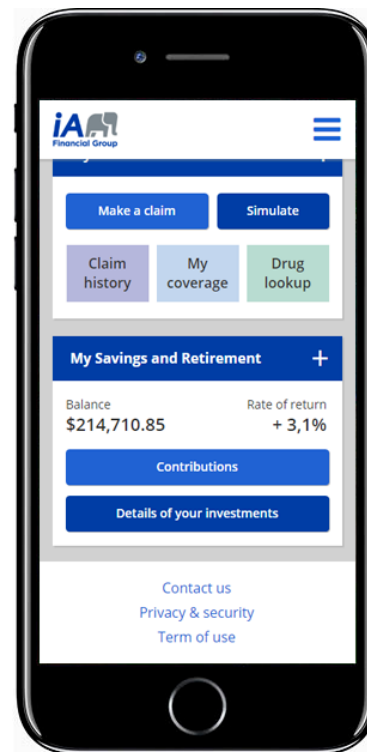 iA
Financial Group
Make a claim
Simulate
Claim
history
My
coverage
Drug
lookup
My Savings and Retirement +
Balance
Rate of return
$214,710.85
+ 3,1%
Contributions
Details of your investments
Contact us
Privacy & security
Term of use